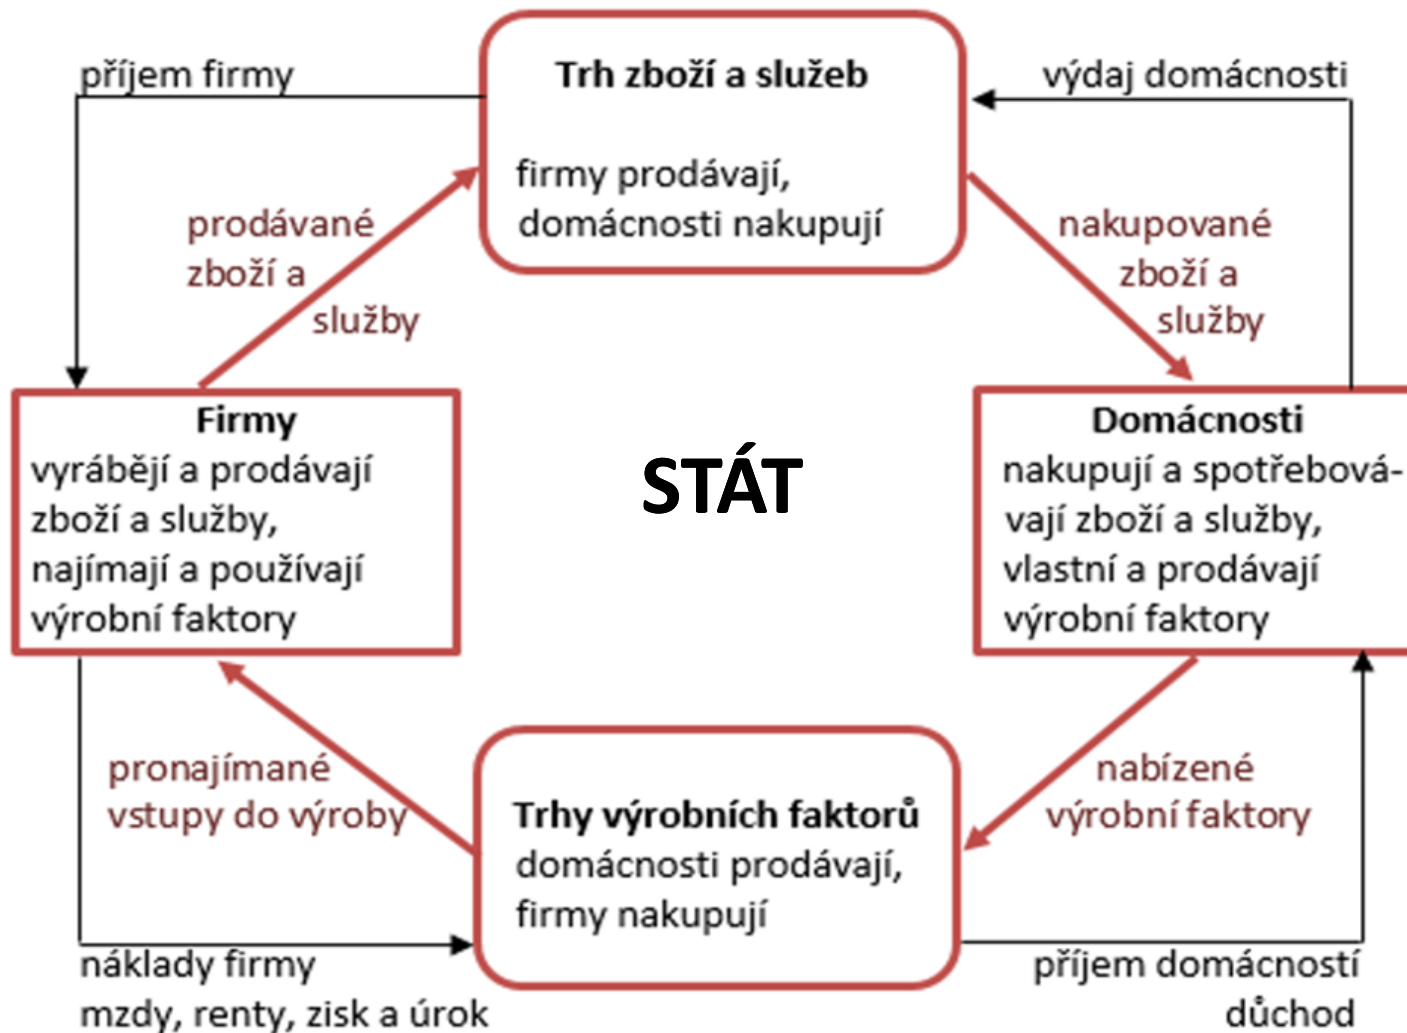 příjem firmy
Trh zboží a služeb
výdaj domácnosti
firmy prodávají,
domácnosti nakupují
prodávané
zboží a
služby
nakupované
zboží a
služby
Firmy
vyrábějí a prodávají
zboží a služby,
najímají a používají
výrobní faktory
STÁT
Domácnosti
nakupují a spotřebová-
vají zboží a služby,
vlastní a prodávají
výrobní faktory
pronajímané
vstupy do výroby
Trhy výrobních faktorů
domácnosti prodávají,
firmy nakupují
nabízené
výrobní faktory
náklady firmy
mzdy, renty, zisk a úrok
příjem domácností
důchod